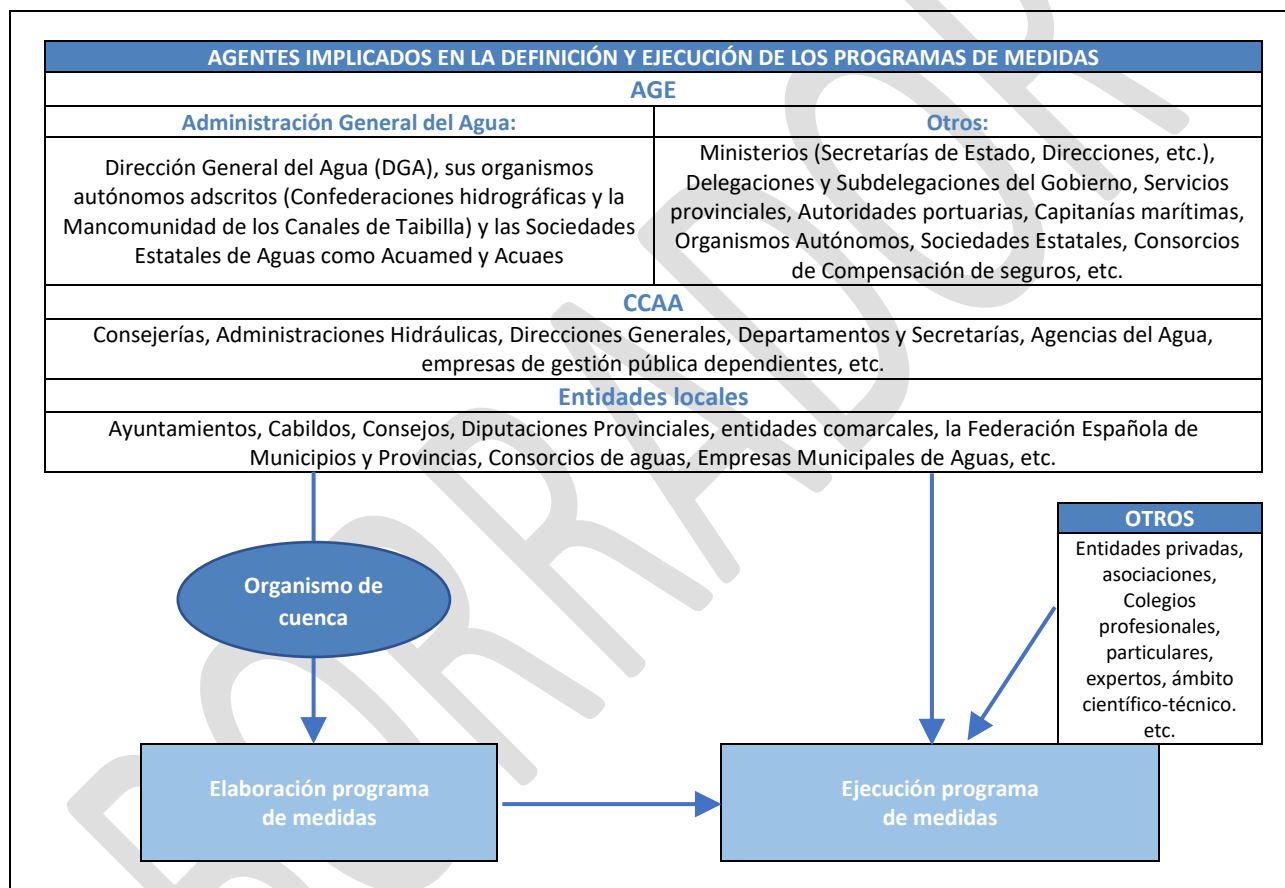 AGENTES IMPLICADOS EN LA DEFINICIÓN Y EJECUCIÓN DE LOS PROGRAMAS DE MEDIDAS
AGE
Administración General del Agua:
Dirección General del Agua (DGA), sus organismos
autónomos adscritos (Confederaciones hidrográficas y la
Mancomunidad de los Canales de Taibilla) y las Sociedades
Estatales de Aguas como Acuamed y Acuaes
Otros:
Ministerios (Secretarías de Estado, Direcciones, etc.),
Delegaciones y Subdelegaciones del Gobierno, Servicios
provinciales, Autoridades portuarias, Capitanías marítimas,
Organismos Autónomos, Sociedades Estatales, Consorcios
de Compensación de seguros, etc.
CCAA
Consejerías, Administraciones Hidráulicas, Direcciones Generales, Departamentos y Secretarías, Agencias del Agua,
empresas de gestión pública dependientes, etc.
Entidades locales
Ayuntamientos, Cabildos, Consejos, Diputaciones Provinciales, entidades comarcales, la Federación Española de
Municipios y Provincias, Consorcios de aguas, Empresas Municipales de Aguas, etc.
Organismo de
cuenca
OTROS
Entidades privadas,
asociaciones,
Colegios
profesionales,
particulares,
expertos, ámbito
científico-técnico.
etc.
Elaboración programa
de medidas
Ejecución programa
de medidas
BORRADOR